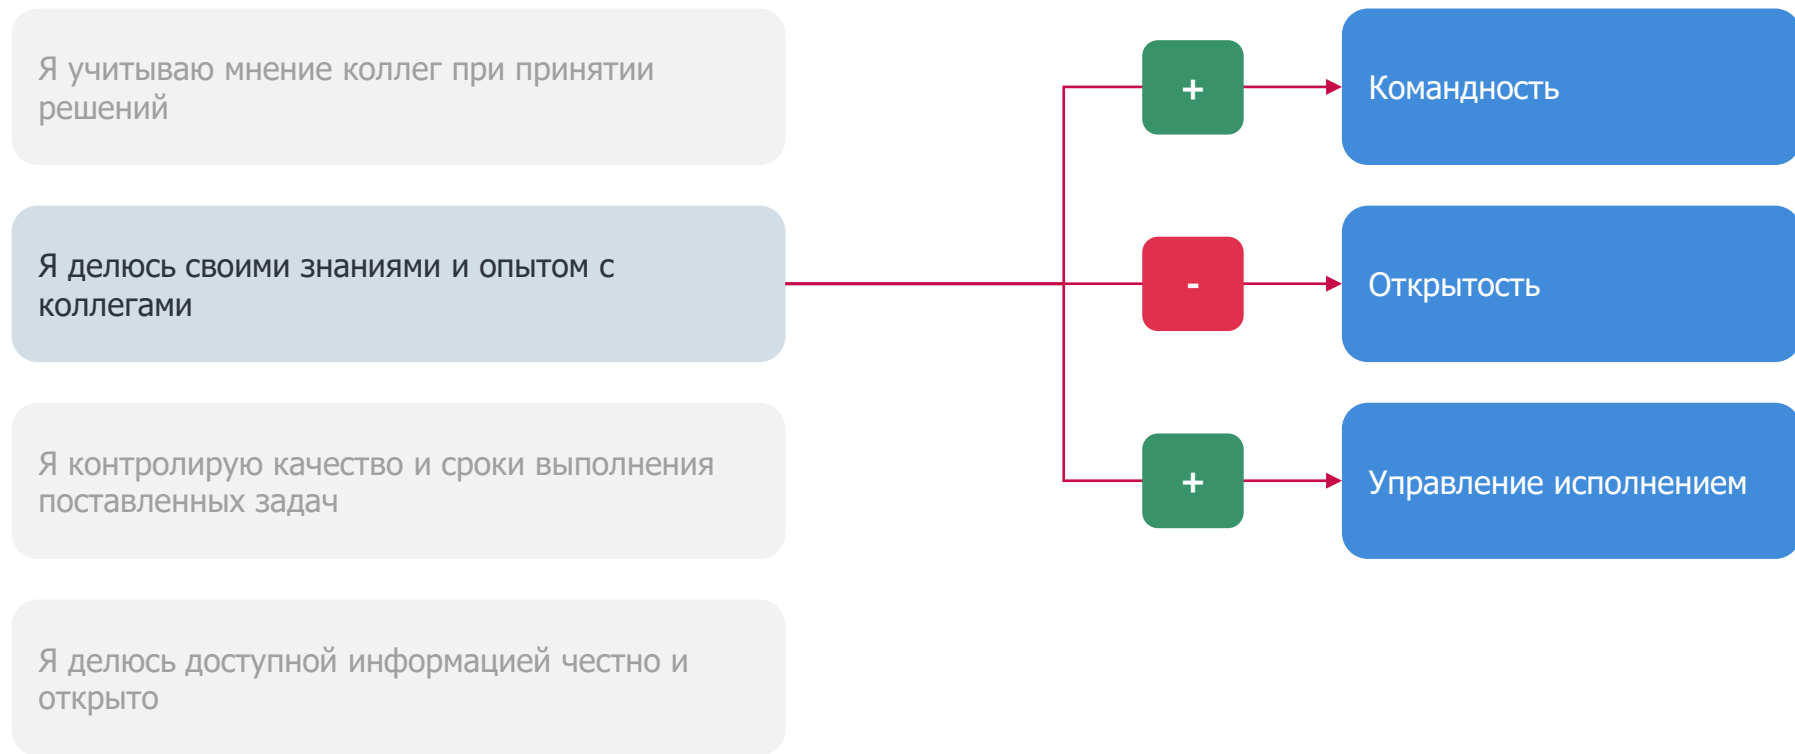 Я учитываю мнение коллег при принятии
решений
+
Командность
Я делюсь своими знаниями и опытом с
коллегами
-
Открытость
Я контролирую качество и сроки выполнения
поставленных задач
+
Управление исполнением
Я делюсь доступной информацией честно и
открыто